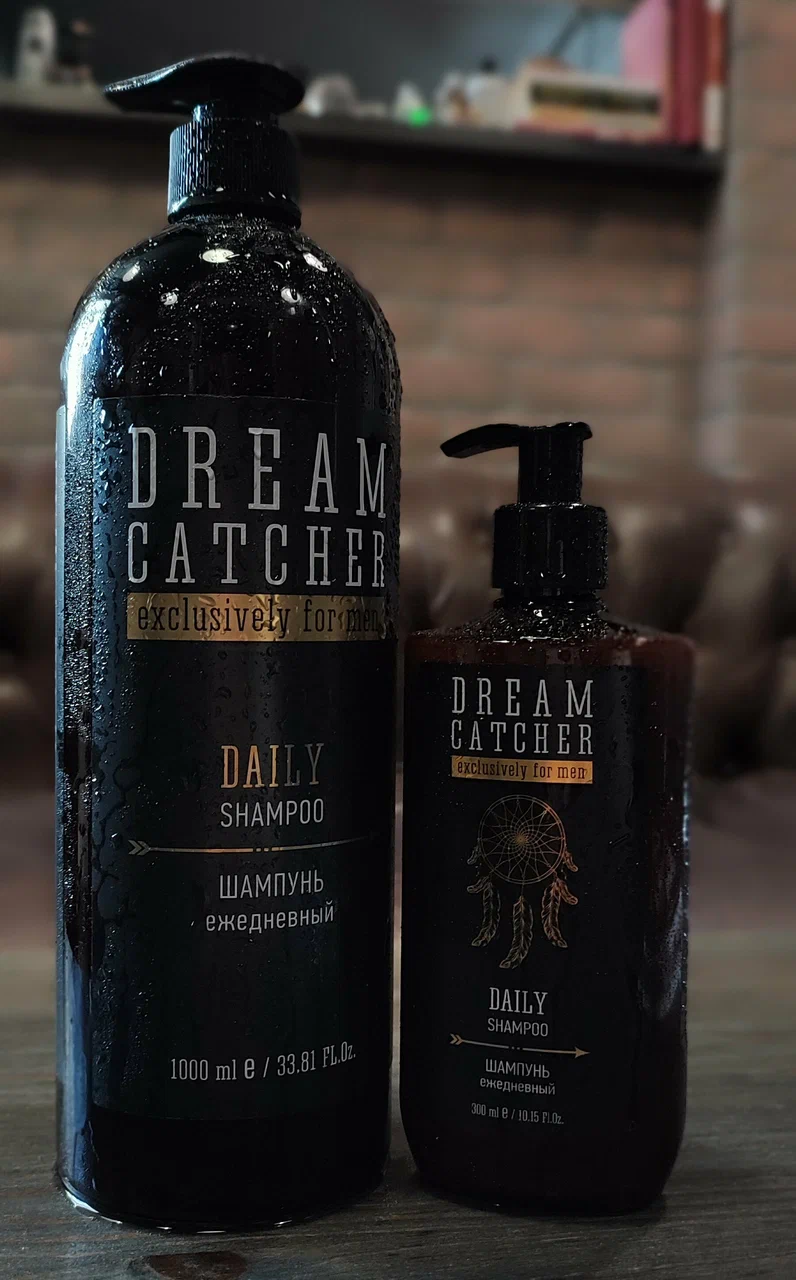 DREAM
CATCHER
exclusively for men
DAILY
SHAMPOO
ШАМПУНЬ
ежедневный
1000 ml e / 33.81 FL.Oz.
DREAM
CATCHER
exclusively for men
DAILY
SHAMPOO
ШАМПУНЬ
ежедневный
300 ml e / 10.15 Fl.Oz.